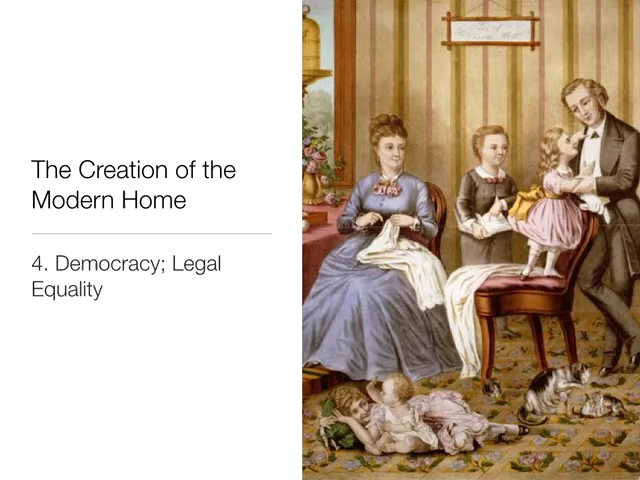 The Creation of the
Modern Home
4. Democracy; Legal
Equality